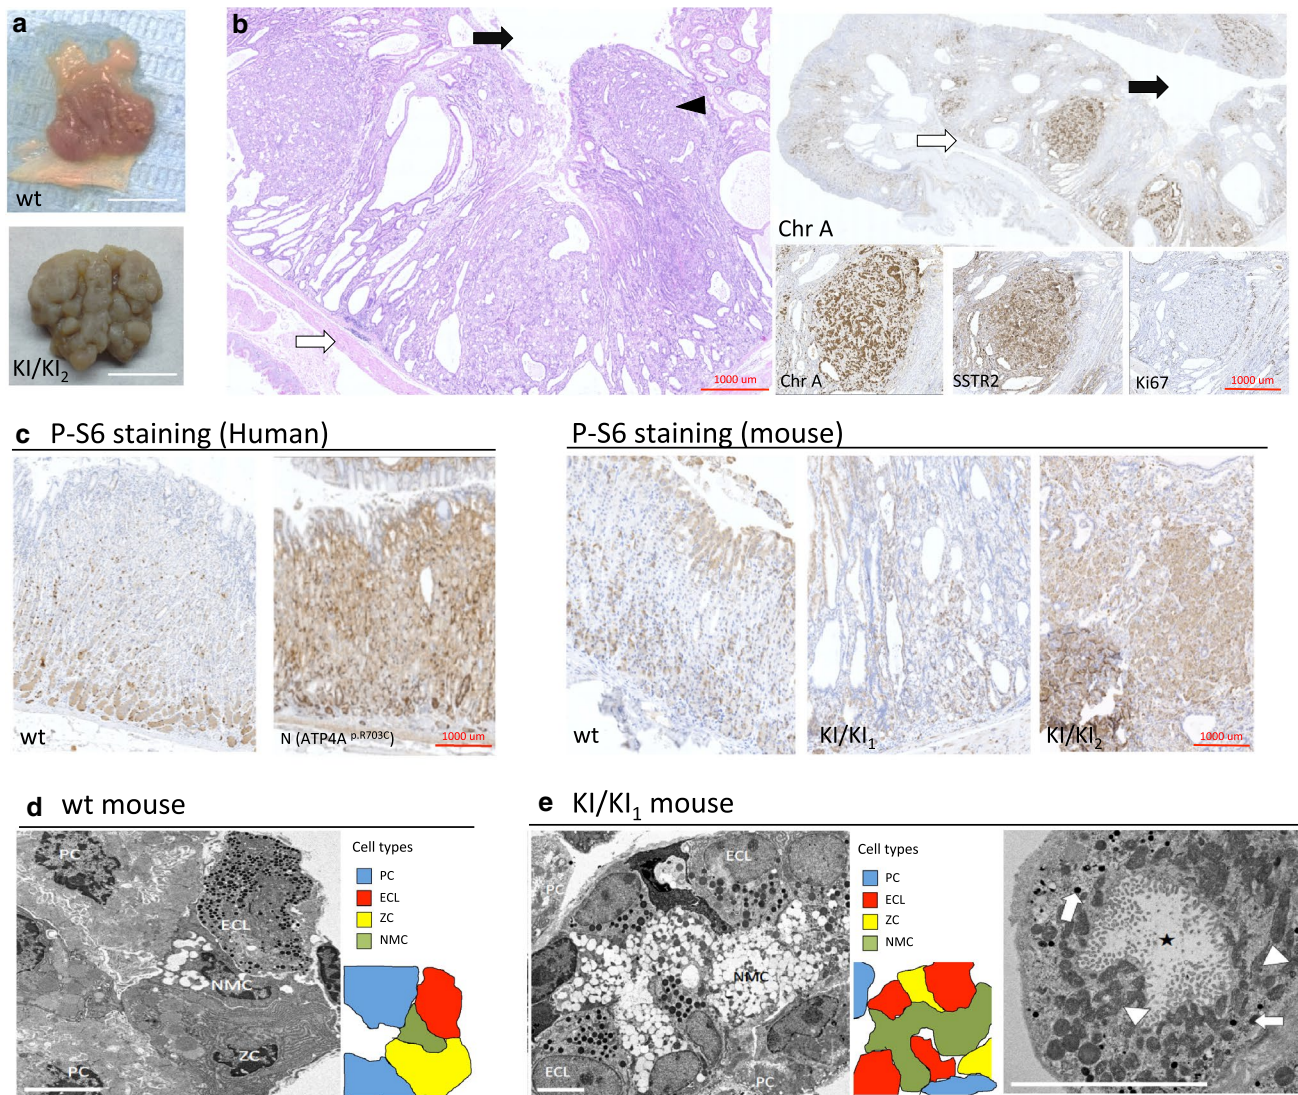 a
wt
KI/KI2
b
1000 um
Chr A
Chr A
SSTR2
Ki67
1000 um
c P-S6 staining (Human)
wt
N (ATP4A p.R703C)
1000 um
P-S6 staining (mouse)
wt
KI/KI1
KI/KI2
1000 um
d wt mouse
PC
ECL
NMC
ZC
PC
Cell types
PC
ECL
ZC
NMC
e KI/KI1 mouse
PC
ECL
NMC
ECL
PC
Cell types
PC
ECL
ZC
NMC